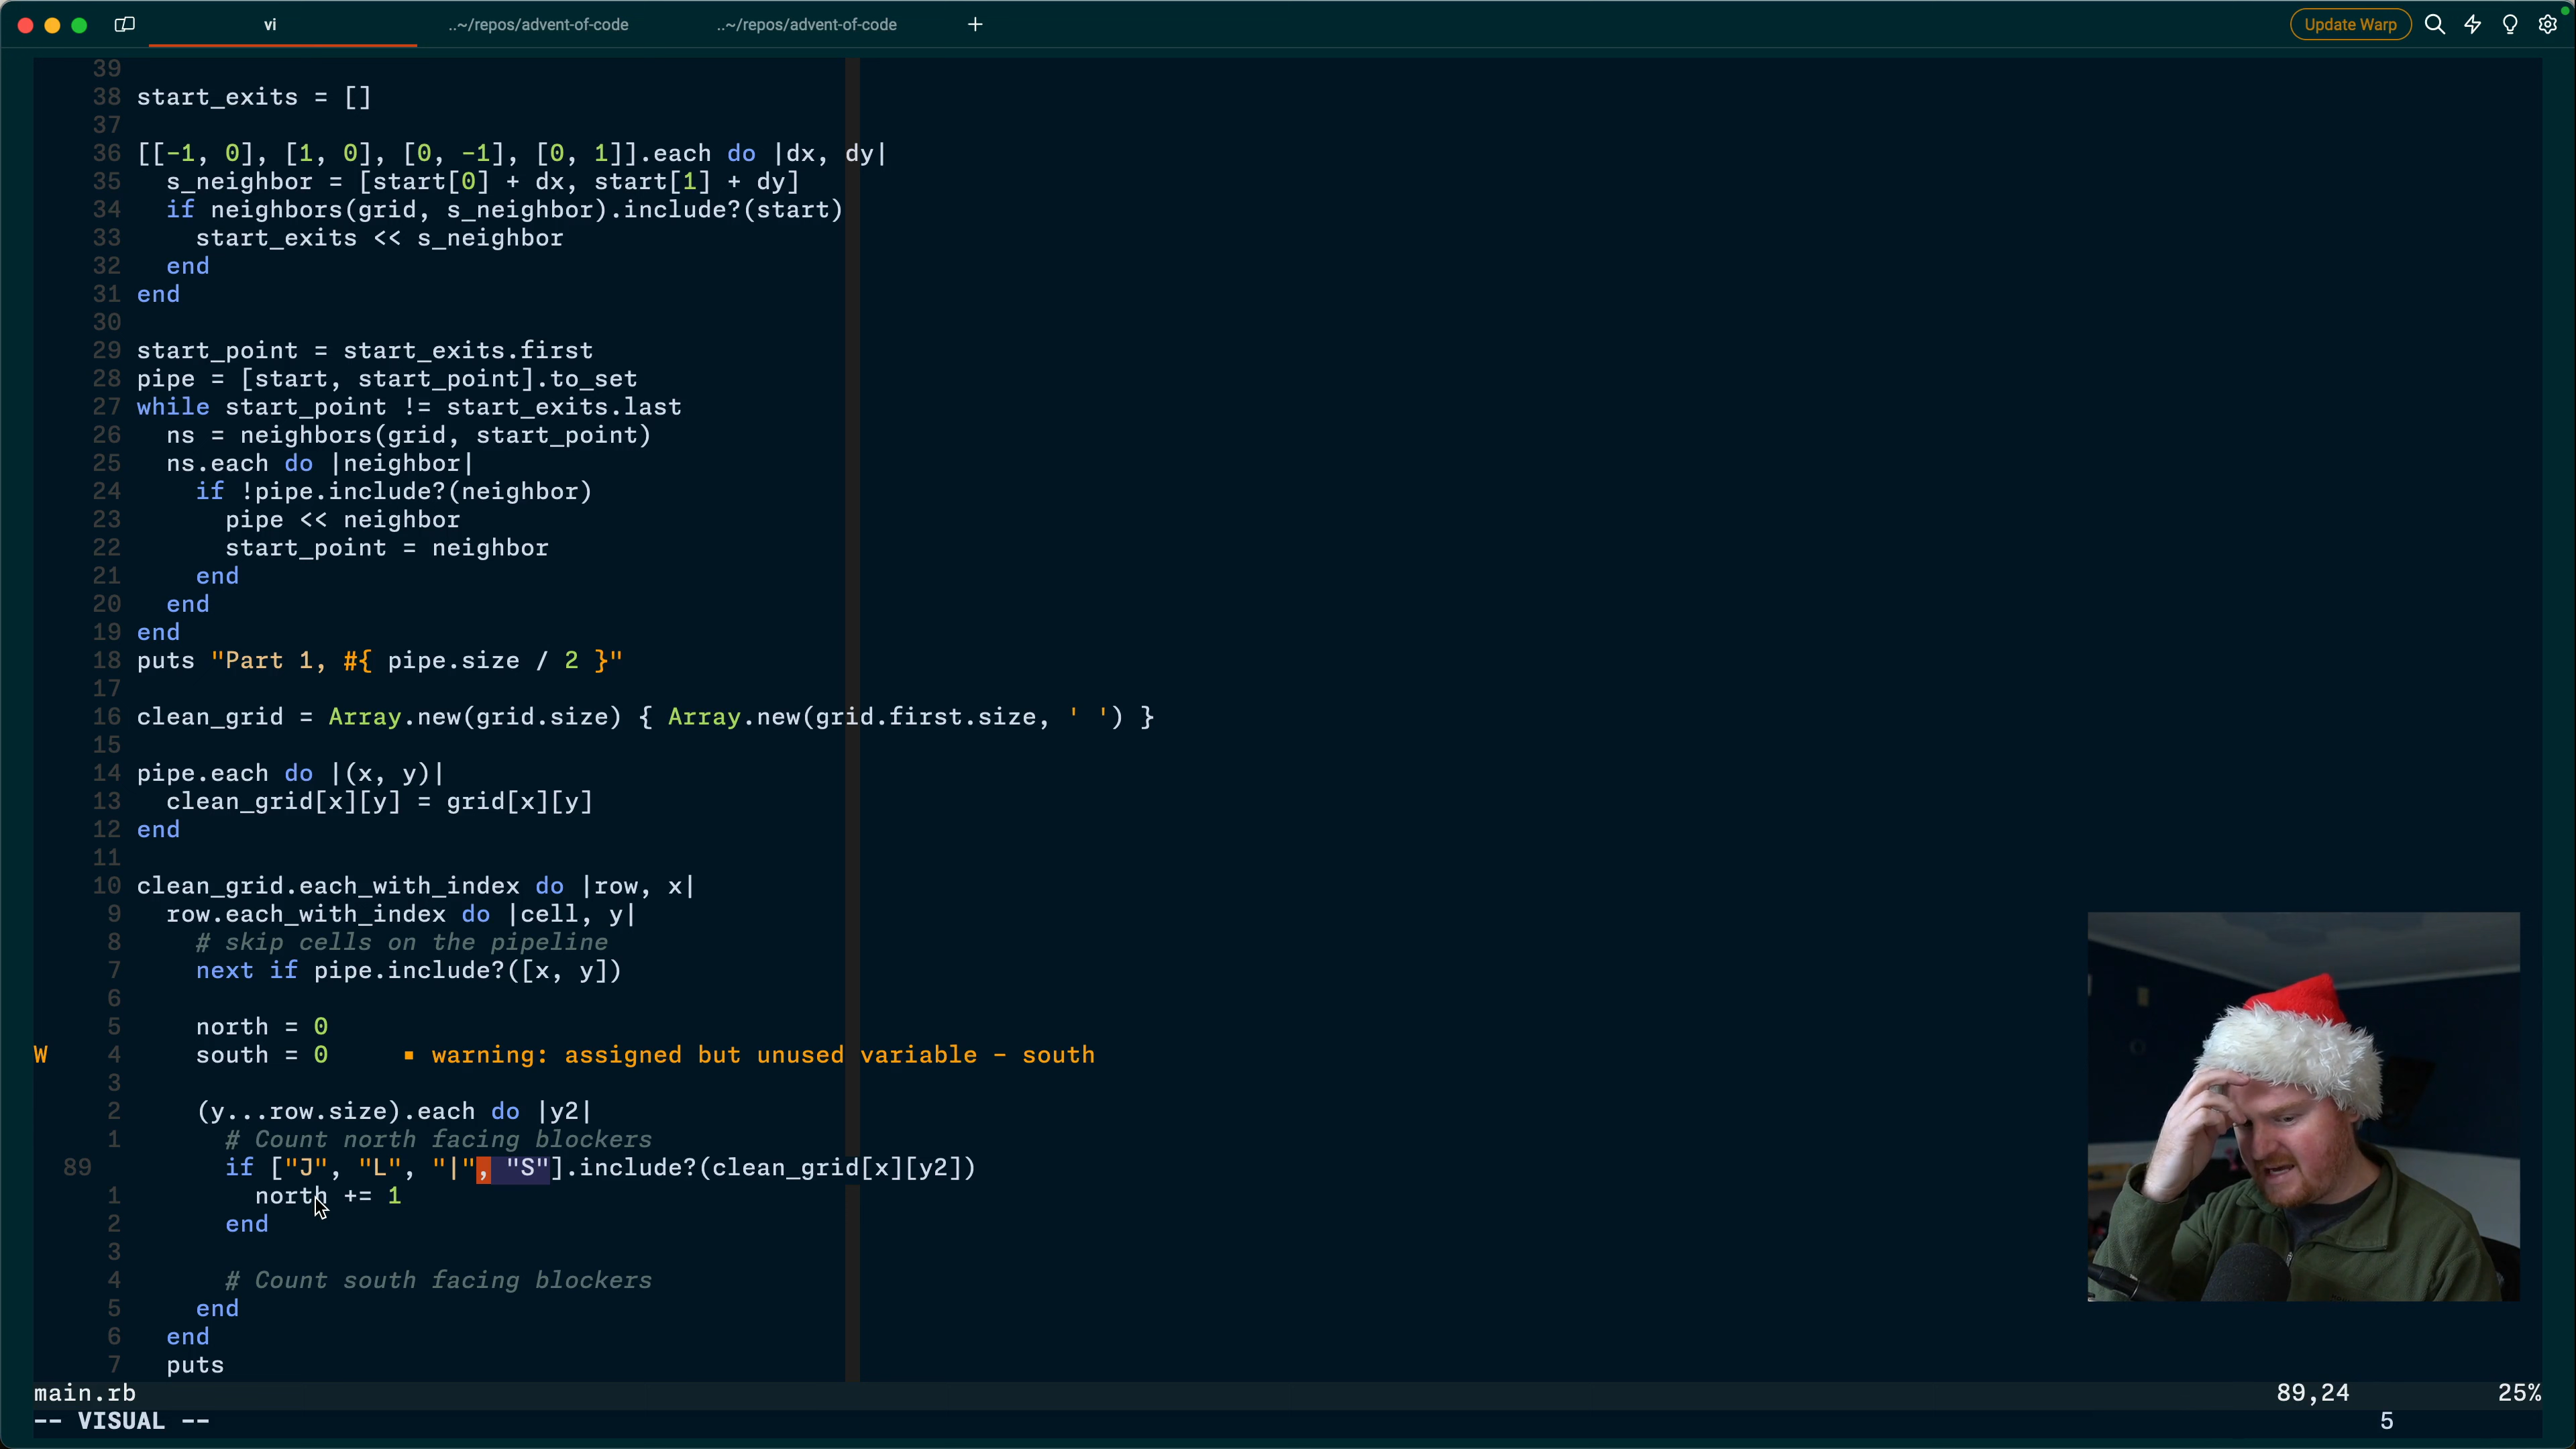 vi
..~/repos/advent-of-code
..~/repos/advent-of-code
Update Warp
39
38 start_exits = []
37
36 [[-1, 0], [1, 0], [0, -1], [0, 1]].each do |dx, dy|
35 s_neighbor = [start[0] + dx, start[1] + dy]
34 if neighbors(grid, s_neighbor).include?(start)
33 start_exits << s_neighbor
32 end
31 end
30
29 start_point = start_exits.first
28 pipe = [start, start_point].to_set
27 while start_point != start_exits.last
26 ns = neighbors(grid, start_point)
25 ns.each do |neighbor|
24 if !pipe.include?(neighbor)
23 pipe << neighbor
22 start_point = neighbor
21 end
20 end
19 end
18 puts "Part 1, #{ pipe.size / 2 }"
17
16 clean_grid = Array.new(grid.size) { Array.new(grid.first.size, ' ') }
15
14 pipe.each do |(x, y)|
13 clean_grid[x][y] = grid[x][y]
12 end
11
10 clean_grid.each_with_index do |row, x|
9 row.each_with_index do |cell, y|
8 # skip cells on the pipeline
7 next if pipe.include?([x, y])
6
5 north = 0
W 4 south = 0 ▪ warning: assigned but unused variable - south
3
2 (y...row.size).each do |y2|
1 # Count north facing blockers
89 if ["J", "L", "|", "S"].include?(clean_grid[x][y2])
1 north += 1
2 end
3
4 # Count south facing blockers
5 end
6 end
7 puts
main.rb 89,24 25%
-- VISUAL -- 5